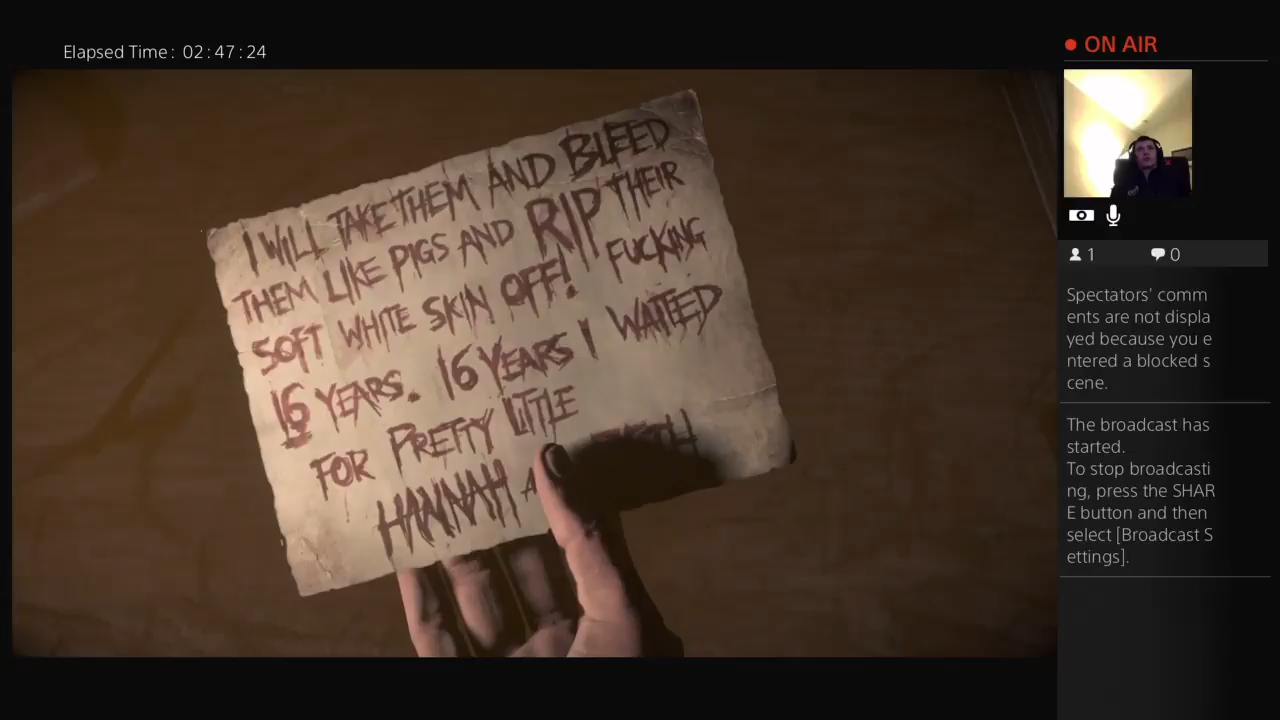 Elapsed Time: 02:47:24
ON AIR
1
0
Spectators' comm
ents are not displa
yed because you e
ntered a blocked s
cene.
The broadcast has
started.
To stop broadcasti
ng, press the SHAR
E button and then
select [Broadcast S
ettings].
I WILL TAKE THEM AND BLEED
THEM LIKE PIGS AND RIP THEIR
SOFT WHITE SKIN OFF! FUCKING
16 YEARS. 16 YEARS I WAITED
FOR PRETTY LITTLE
HANNAH